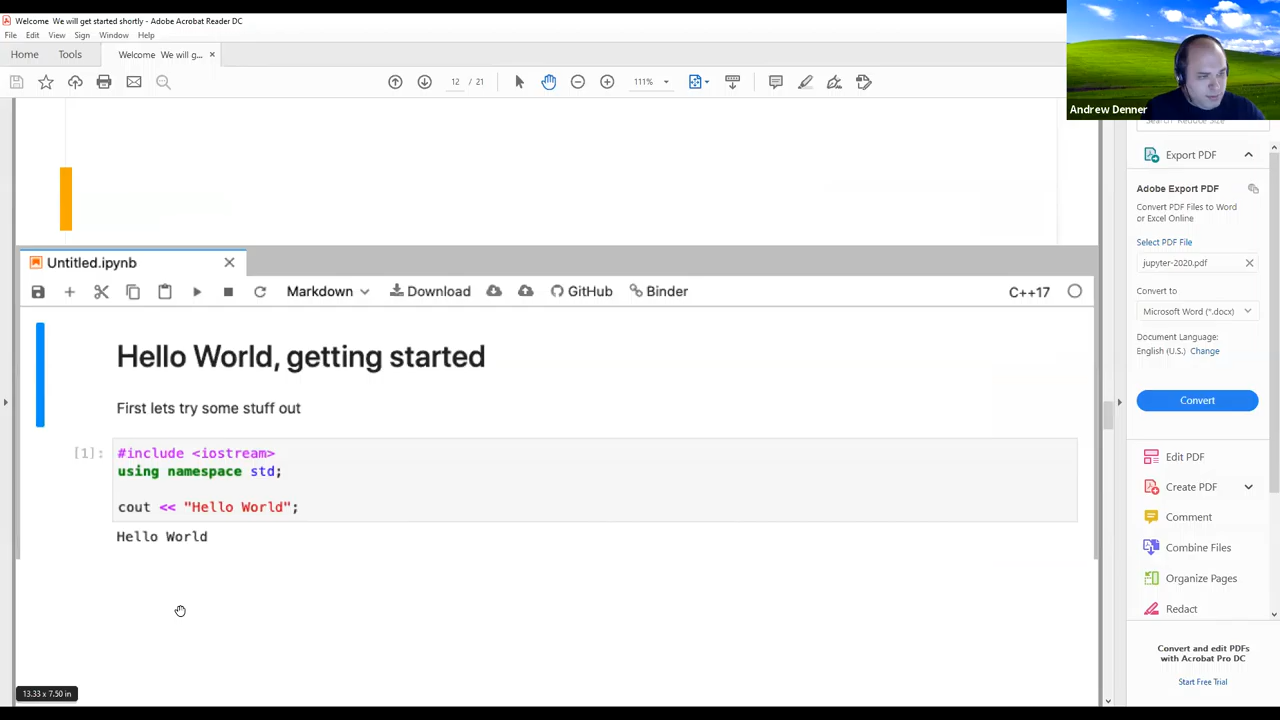 Welcome  We will get started shortly - Adobe Acrobat Reader DC
File Edit View Sign Window Help
Home Tools Welcome We will g... ×
12 / 21 111%
Andrew Denner
Search 'Reduce Size'
Export PDF
Adobe Export PDF
Convert PDF Files to Word
or Excel Online
Select PDF File
jupyter-2020.pdf
Convert to
Microsoft Word (*.docx)
Document Language:
English (U.S.) Change
Convert
Edit PDF
Create PDF
Comment
Combine Files
Organize Pages
Redact
Convert and edit PDFs
with Acrobat Pro DC
Start Free Trial
Untitled.ipynb
Markdown Download GitHub Binder C++17
Hello World, getting started
First lets try some stuff out
[1]:
#include <iostream>
using namespace std;
cout << "Hello World";
Hello World
13.33 x 7.50 in